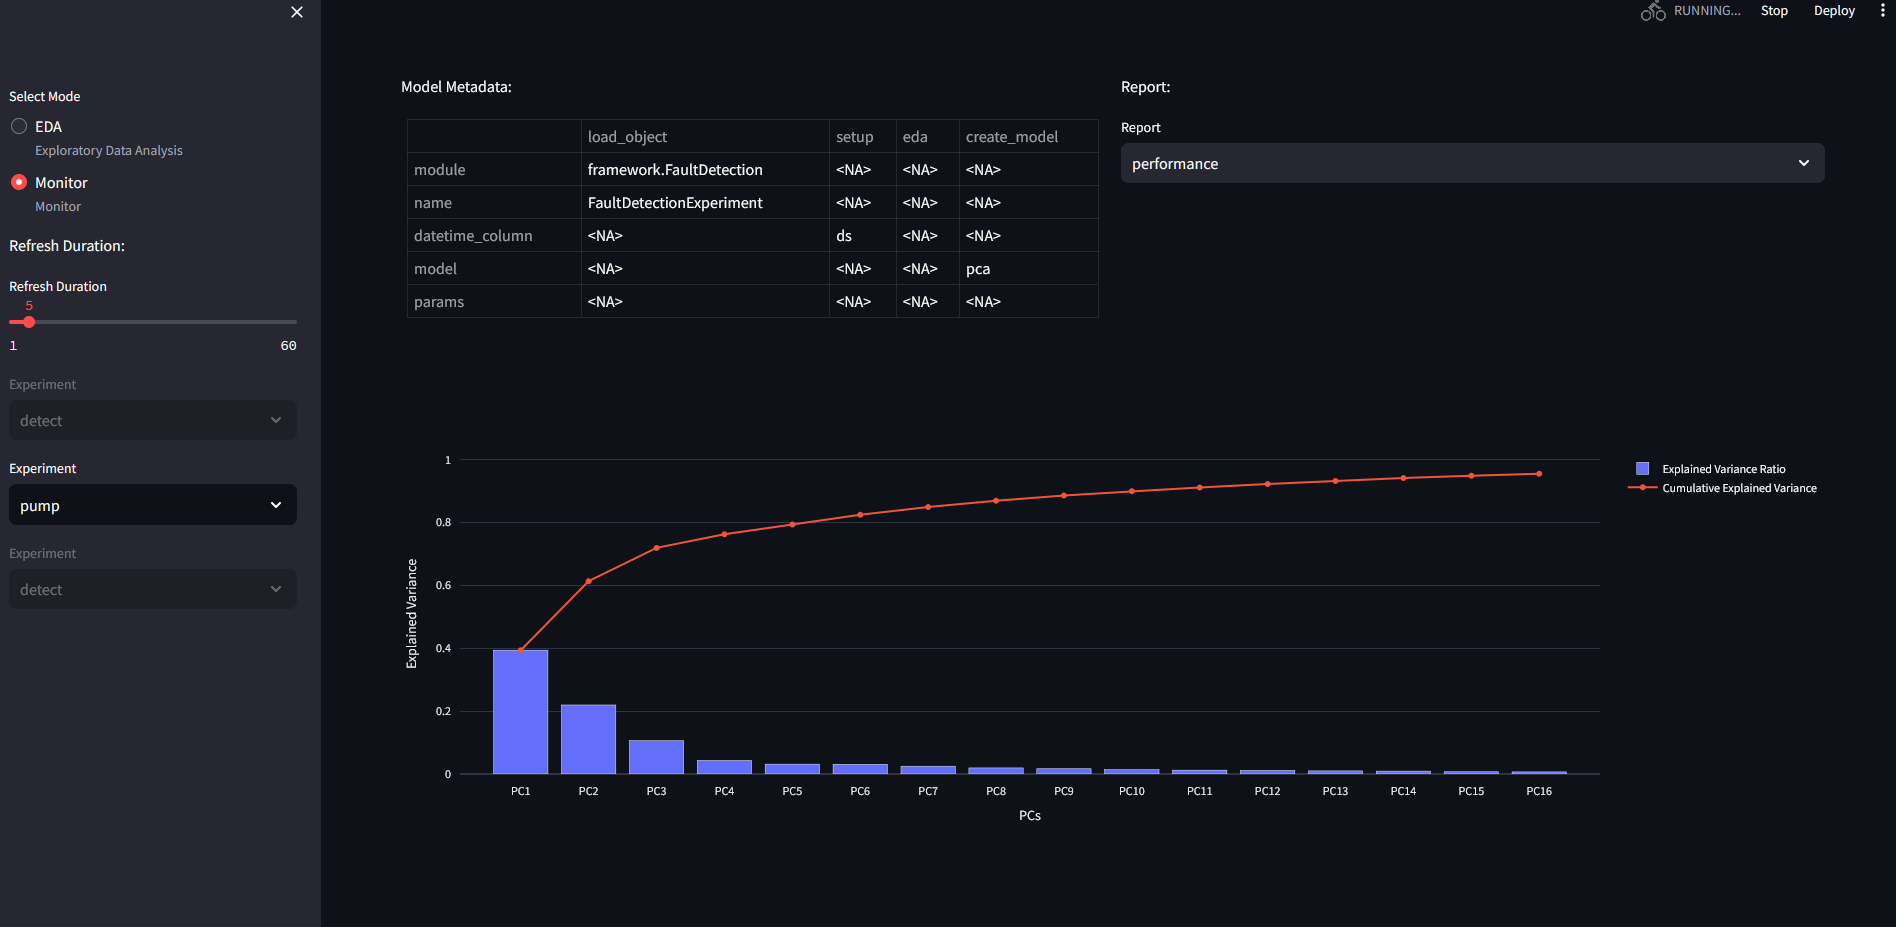 RUNNING...
Stop
Deploy
Select Mode
EDA
Exploratory Data Analysis
Monitor
Monitor
Refresh Duration:
Refresh Duration
5
1 60
Experiment
detect
Experiment
pump
Experiment
detect
Model Metadata:
load_object setup eda create_model
module framework.FaultDetection <NA> <NA> <NA>
name FaultDetectionExperiment <NA> <NA> <NA>
datetime_column <NA> ds <NA> <NA>
model <NA> <NA> <NA> pca
params <NA> <NA> <NA> <NA>
Report:
Report
performance
Explained Variance Ratio
Cumulative Explained Variance
Explained Variance
1
0.8
0.6
0.4
0.2
0
PC1 PC2 PC3 PC4 PC5 PC6 PC7 PC8 PC9 PC10 PC11 PC12 PC13 PC14 PC15 PC16
PCs